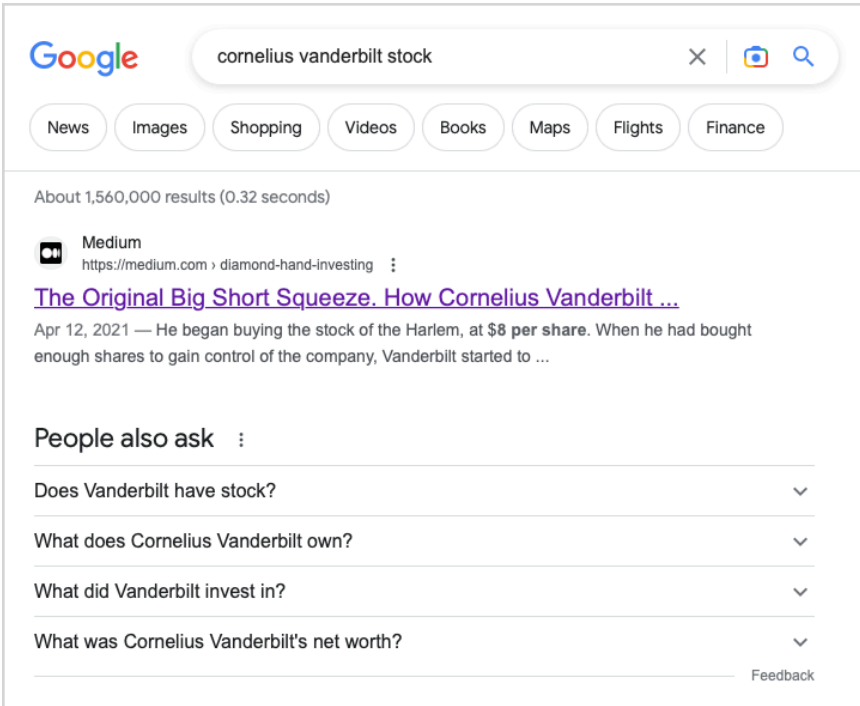 Google
cornelius vanderbilt stock
News Images Shopping Videos Books Maps Flights Finance
About 1,560,000 results (0.32 seconds)
Medium
https://medium.com › diamond-hand-investing
The Original Big Short Squeeze. How Cornelius Vanderbilt ...
Apr 12, 2021 — He began buying the stock of the Harlem, at $8 per share. When he had bought
enough shares to gain control of the company, Vanderbilt started to ...
People also ask
Does Vanderbilt have stock?
What does Cornelius Vanderbilt own?
What did Vanderbilt invest in?
What was Cornelius Vanderbilt's net worth?
Feedback